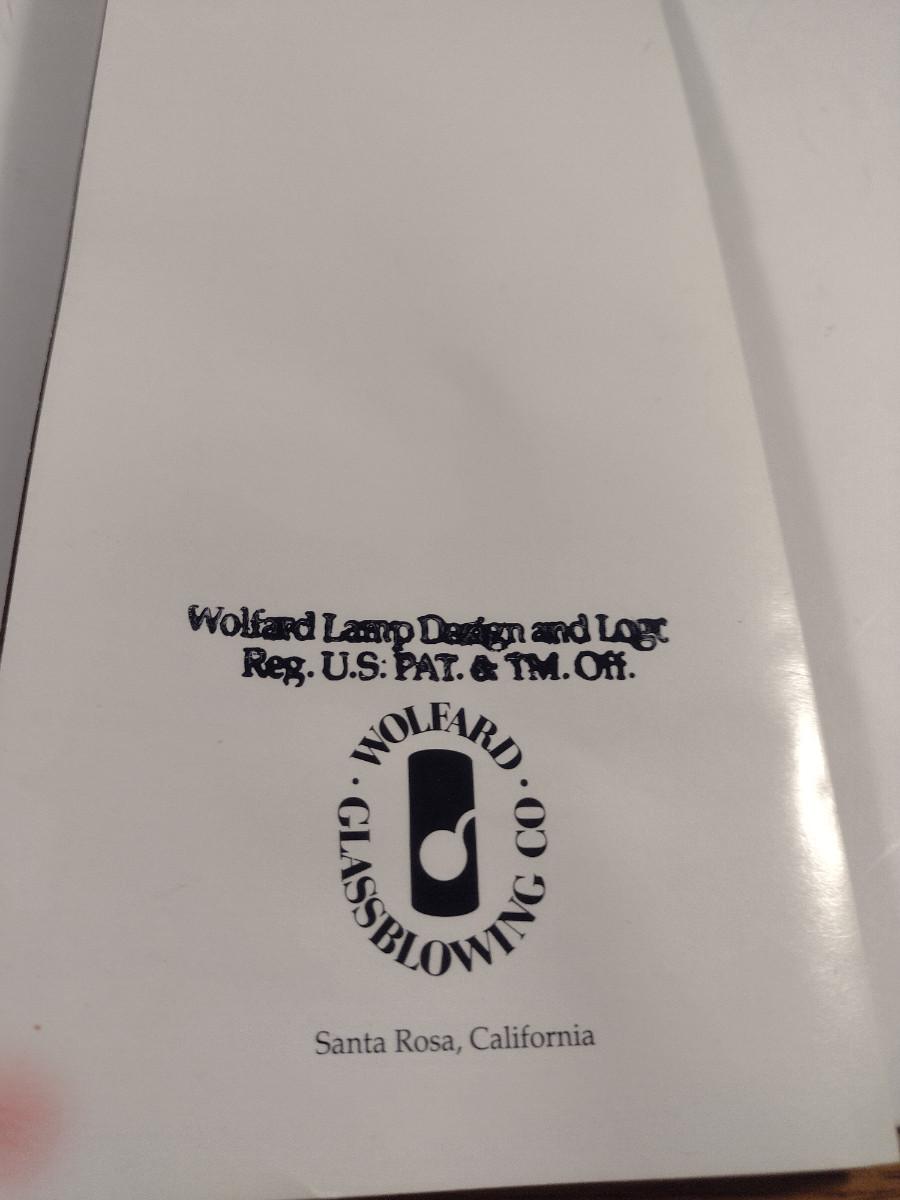 Wolfard Lamp Design and Logo
Reg. U.S. PAT. & TM. Off.
WOLFARD
· GLASSBLOWING CO ·
Santa Rosa, California